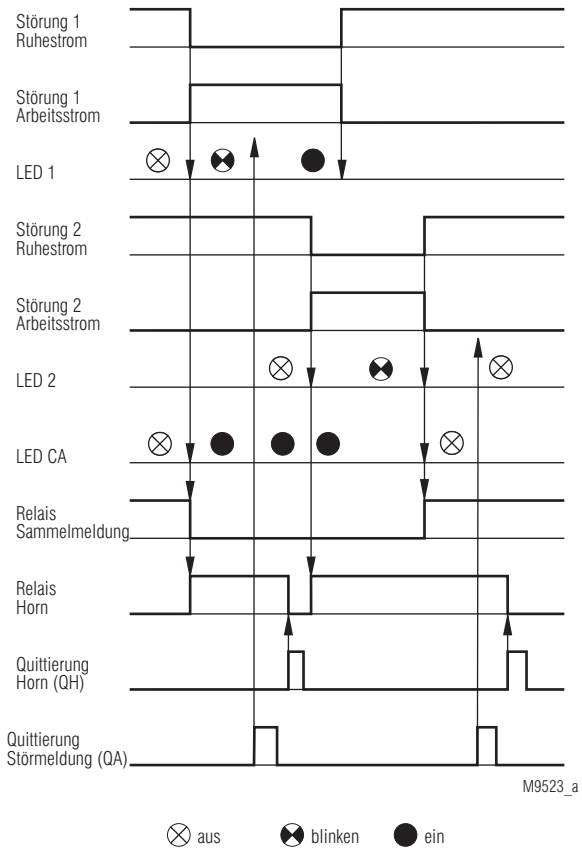 Störung 1
Ruhestrom
Störung 1
Arbeitsstrom
LED 1
Störung 2
Ruhestrom
Störung 2
Arbeitsstrom
LED 2
LED CA
Relais
Sammelmeldung
Relais
Horn
Quittierung
Horn (QH)
Quittierung
Störmeldung (QA)
M9523_a
aus blinken ein